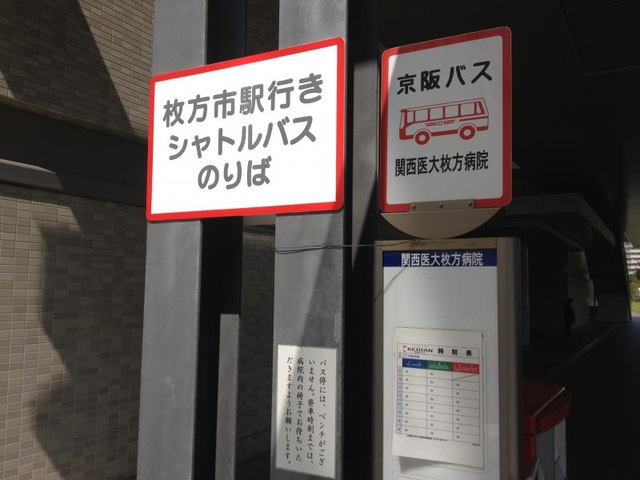 枚方市駅行き
シャトルバス
のりば
京阪バス
関西医大枚方病院
関西医大枚方病院
KEIHAN 時刻表
バス停には、ベンチがござ
いません。発車時刻までは、
病院内の椅子でお待ちいた
だきますようお願いします。